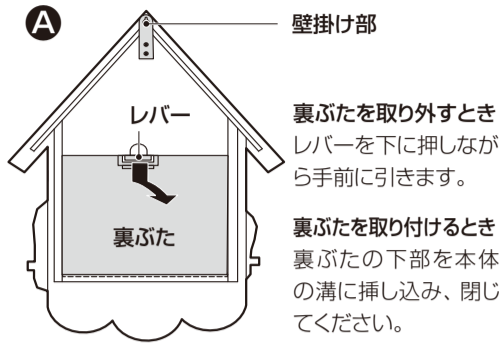 A
壁掛け部
レバー
裏ぶた
裏ぶたを取り外すとき
レバーを下に押しなが
ら手前に引きます。
裏ぶたを取り付けるとき
裏ぶたの下部を本体
の溝に挿し込み、閉じ
てください。